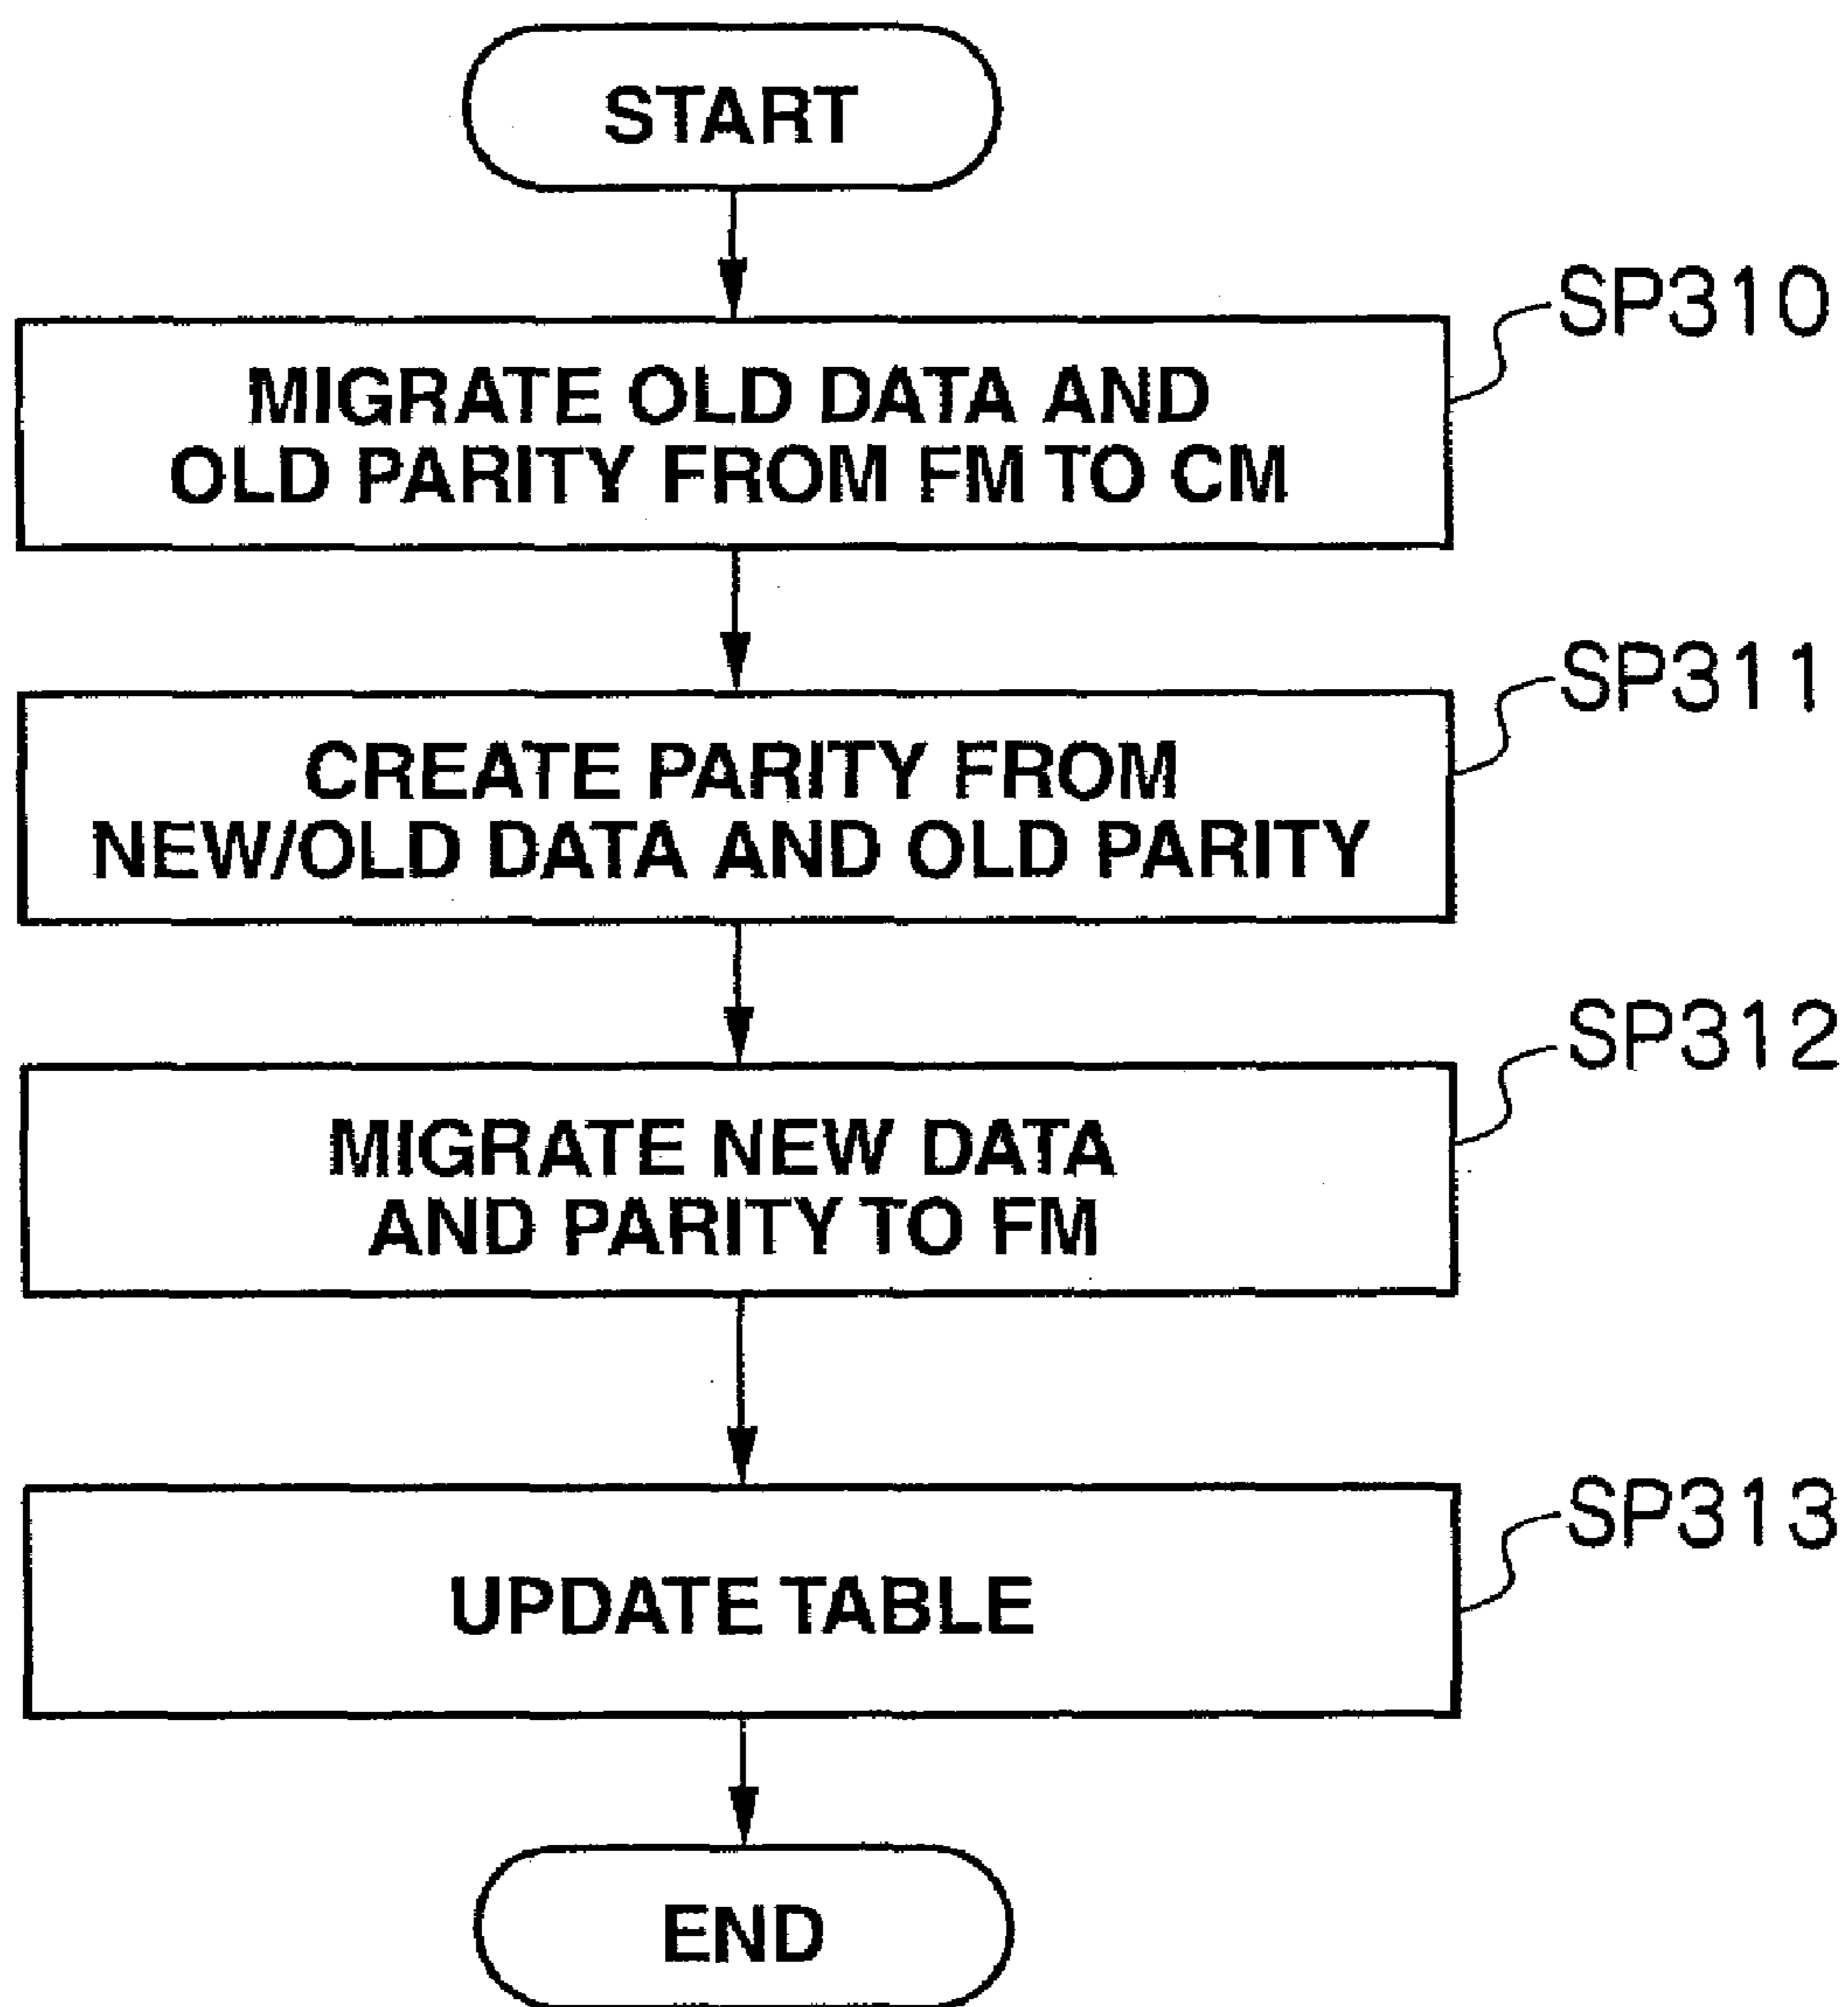 START
SP310
MIGRATE OLD DATA AND
OLD PARITY FROM FM TO CM
SP311
CREATE PARITY FROM
NEW/OLD DATA AND OLD PARITY
SP312
MIGRATE NEW DATA
AND PARITY TO FM
SP313
UPDATE TABLE
END